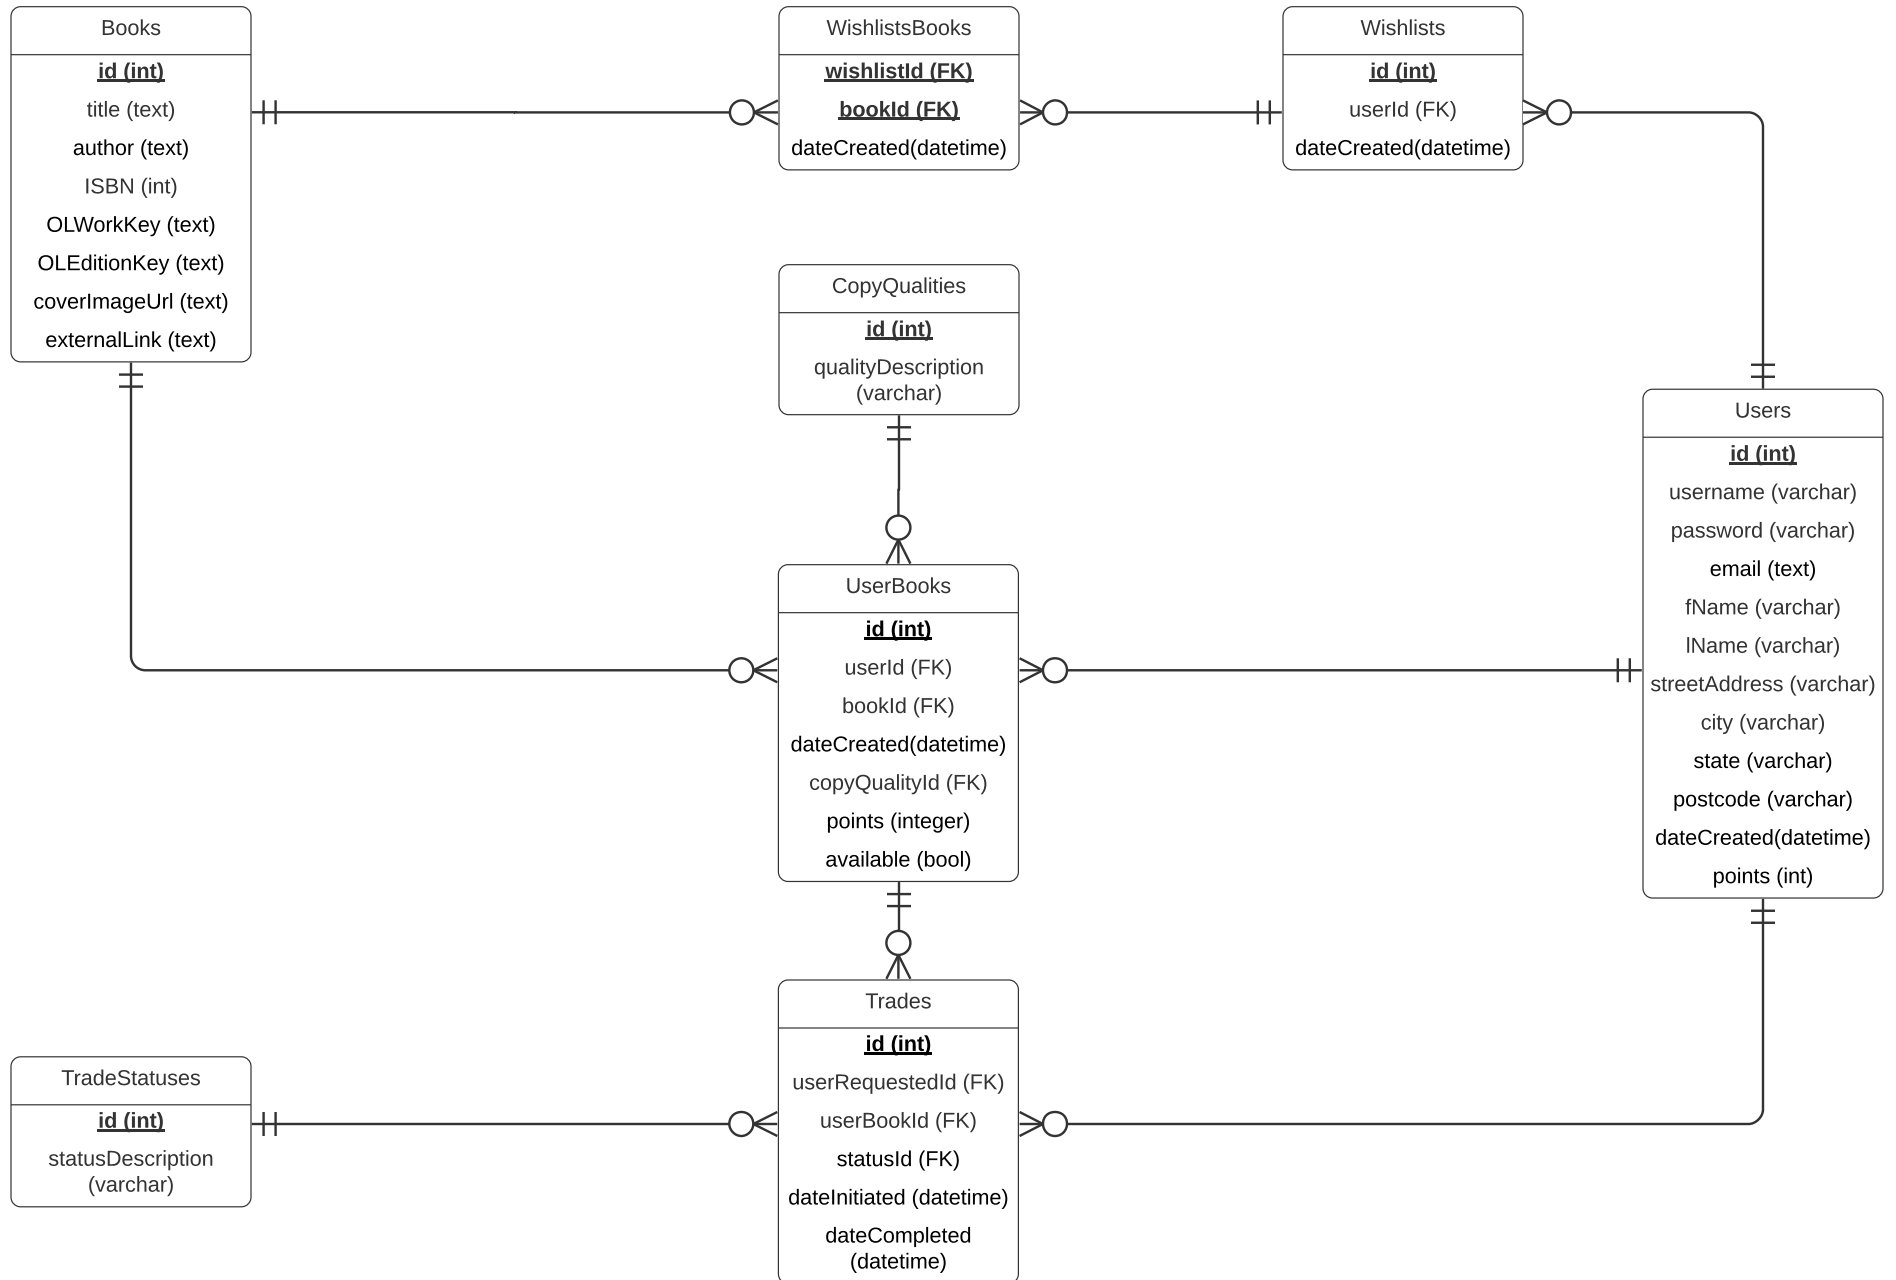 Books
id (int)
title (text)
author (text)
ISBN (int)
OLWorkKey (text)
OLEditionKey (text)
coverImageUrl (text)
externalLink (text)
WishlistsBooks
wishlistId (FK)
bookId (FK)
dateCreated(datetime)
Wishlists
id (int)
userId (FK)
dateCreated(datetime)
CopyQualities
id (int)
qualityDescription
(varchar)
Users
id (int)
username (varchar)
password (varchar)
email (text)
fName (varchar)
lName (varchar)
streetAddress (varchar)
city (varchar)
state (varchar)
postcode (varchar)
dateCreated(datetime)
points (int)
UserBooks
id (int)
userId (FK)
bookId (FK)
dateCreated(datetime)
copyQualityId (FK)
points (integer)
available (bool)
TradeStatuses
id (int)
statusDescription
(varchar)
Trades
id (int)
userRequestedId (FK)
userBookId (FK)
statusId (FK)
dateInitiated (datetime)
dateCompleted
(datetime)